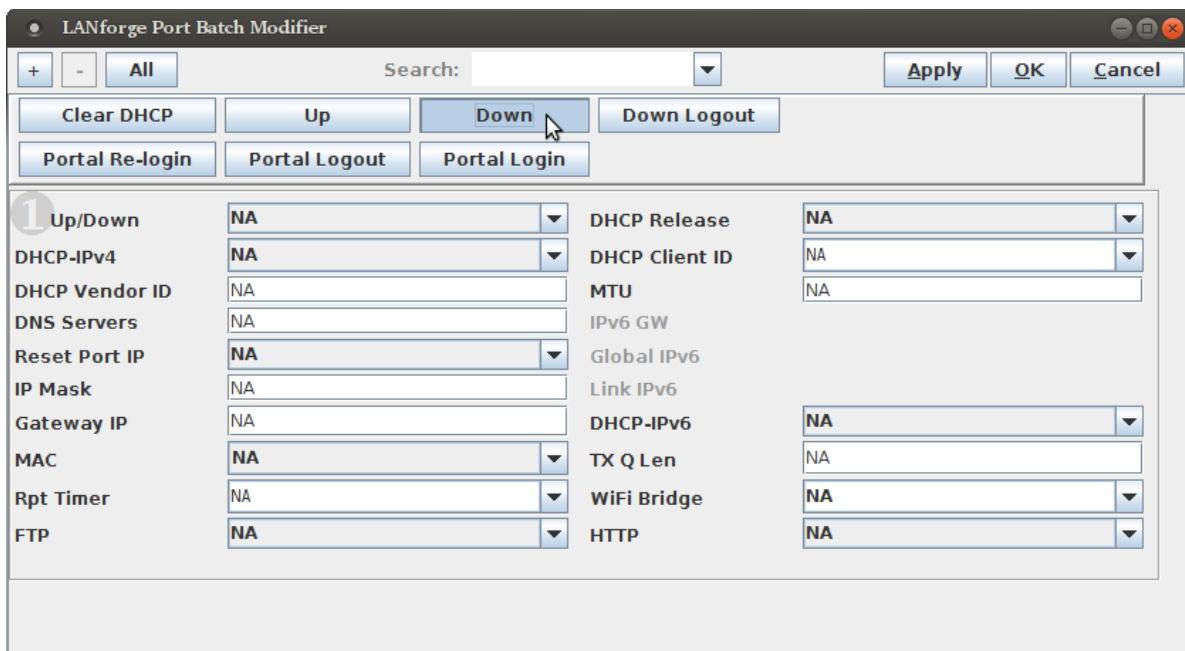 LANforge Port Batch Modifier
+ - All Search: Apply OK Cancel
Clear DHCP Up Down Down Logout
Portal Re-login Portal Logout Portal Login
1 Up/Down NA DHCP Release NA
DHCP-IPv4 NA DHCP Client ID NA
DHCP Vendor ID NA MTU NA
DNS Servers NA IPv6 GW
Reset Port IP NA Global IPv6
IP Mask NA Link IPv6
Gateway IP NA DHCP-IPv6 NA
MAC NA TX Q Len NA
Rpt Timer NA WiFi Bridge NA
FTP NA HTTP NA